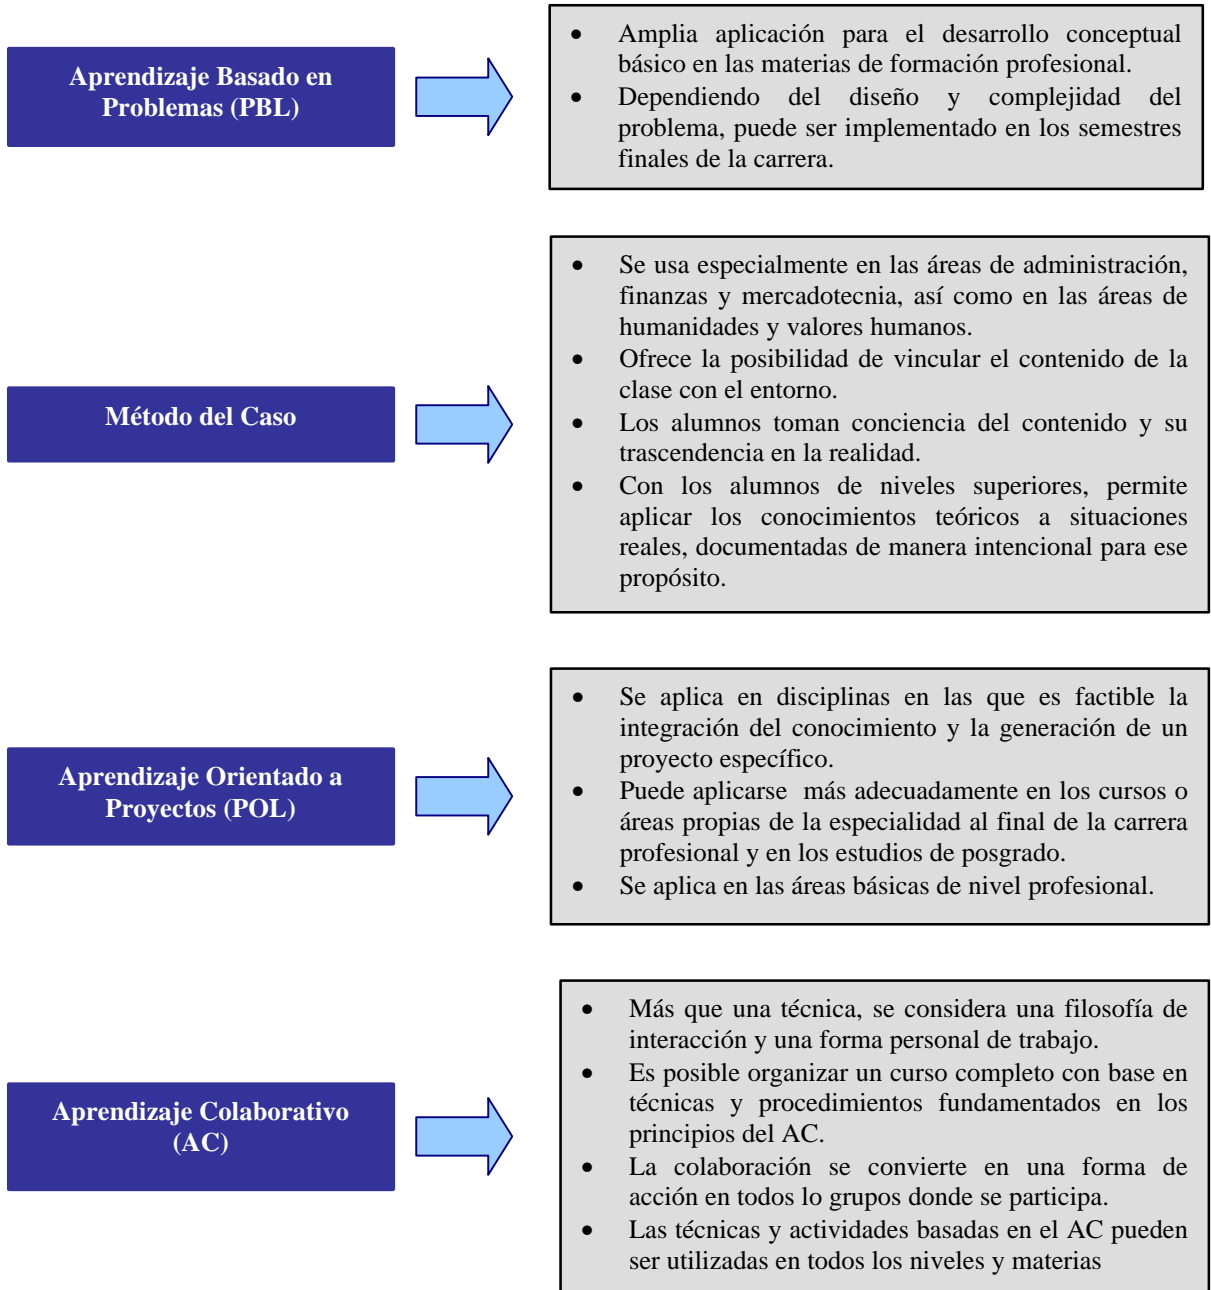 Aprendizaje Basado en
Problemas (PBL)
• Amplia aplicación para el desarrollo conceptual
básico en las materias de formación profesional.
• Dependiendo del diseño y complejidad del
problema, puede ser implementado en los semestres
finales de la carrera.
Método del Caso
• Se usa especialmente en las áreas de administración,
finanzas y mercadotecnia, así como en las áreas de
humanidades y valores humanos.
• Ofrece la posibilidad de vincular el contenido de la
clase con el entorno.
• Los alumnos toman conciencia del contenido y su
trascendencia en la realidad.
• Con los alumnos de niveles superiores, permite
aplicar los conocimientos teóricos a situaciones
reales, documentadas de manera intencional para ese
propósito.
Aprendizaje Orientado a
Proyectos (POL)
• Se aplica en disciplinas en las que es factible la
integración del conocimiento y la generación de un
proyecto específico.
• Puede aplicarse más adecuadamente en los cursos o
áreas propias de la especialidad al final de la carrera
profesional y en los estudios de posgrado.
• Se aplica en las áreas básicas de nivel profesional.
Aprendizaje Colaborativo
(AC)
• Más que una técnica, se considera una filosofía de
interacción y una forma personal de trabajo.
• Es posible organizar un curso completo con base en
técnicas y procedimientos fundamentados en los
principios del AC.
• La colaboración se convierte en una forma de
acción en todos lo grupos donde se participa.
• Las técnicas y actividades basadas en el AC pueden
ser utilizadas en todos los niveles y materias